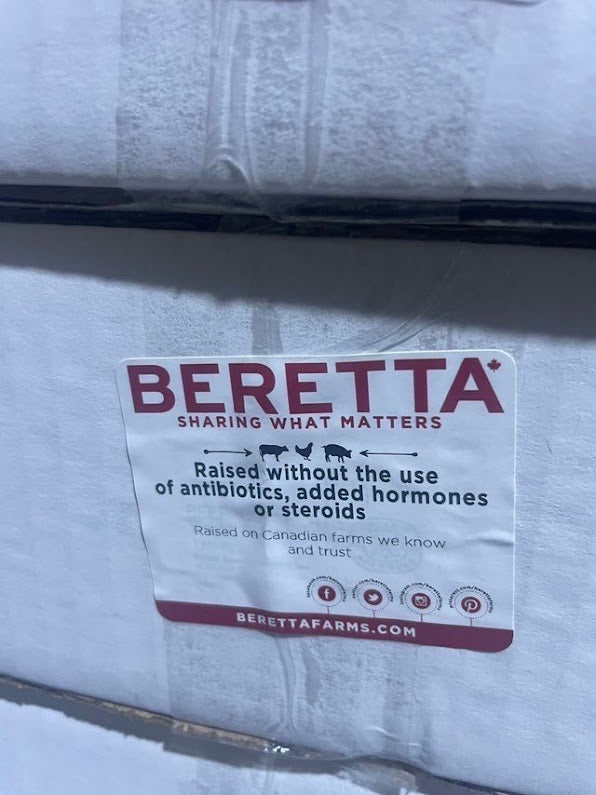 BERETTA
SHARING WHAT MATTERS
Raised without the use
of antibiotics, added hormones
or steroids
Raised on Canadian farms we know
and trust
BERETTAFARMS.COM